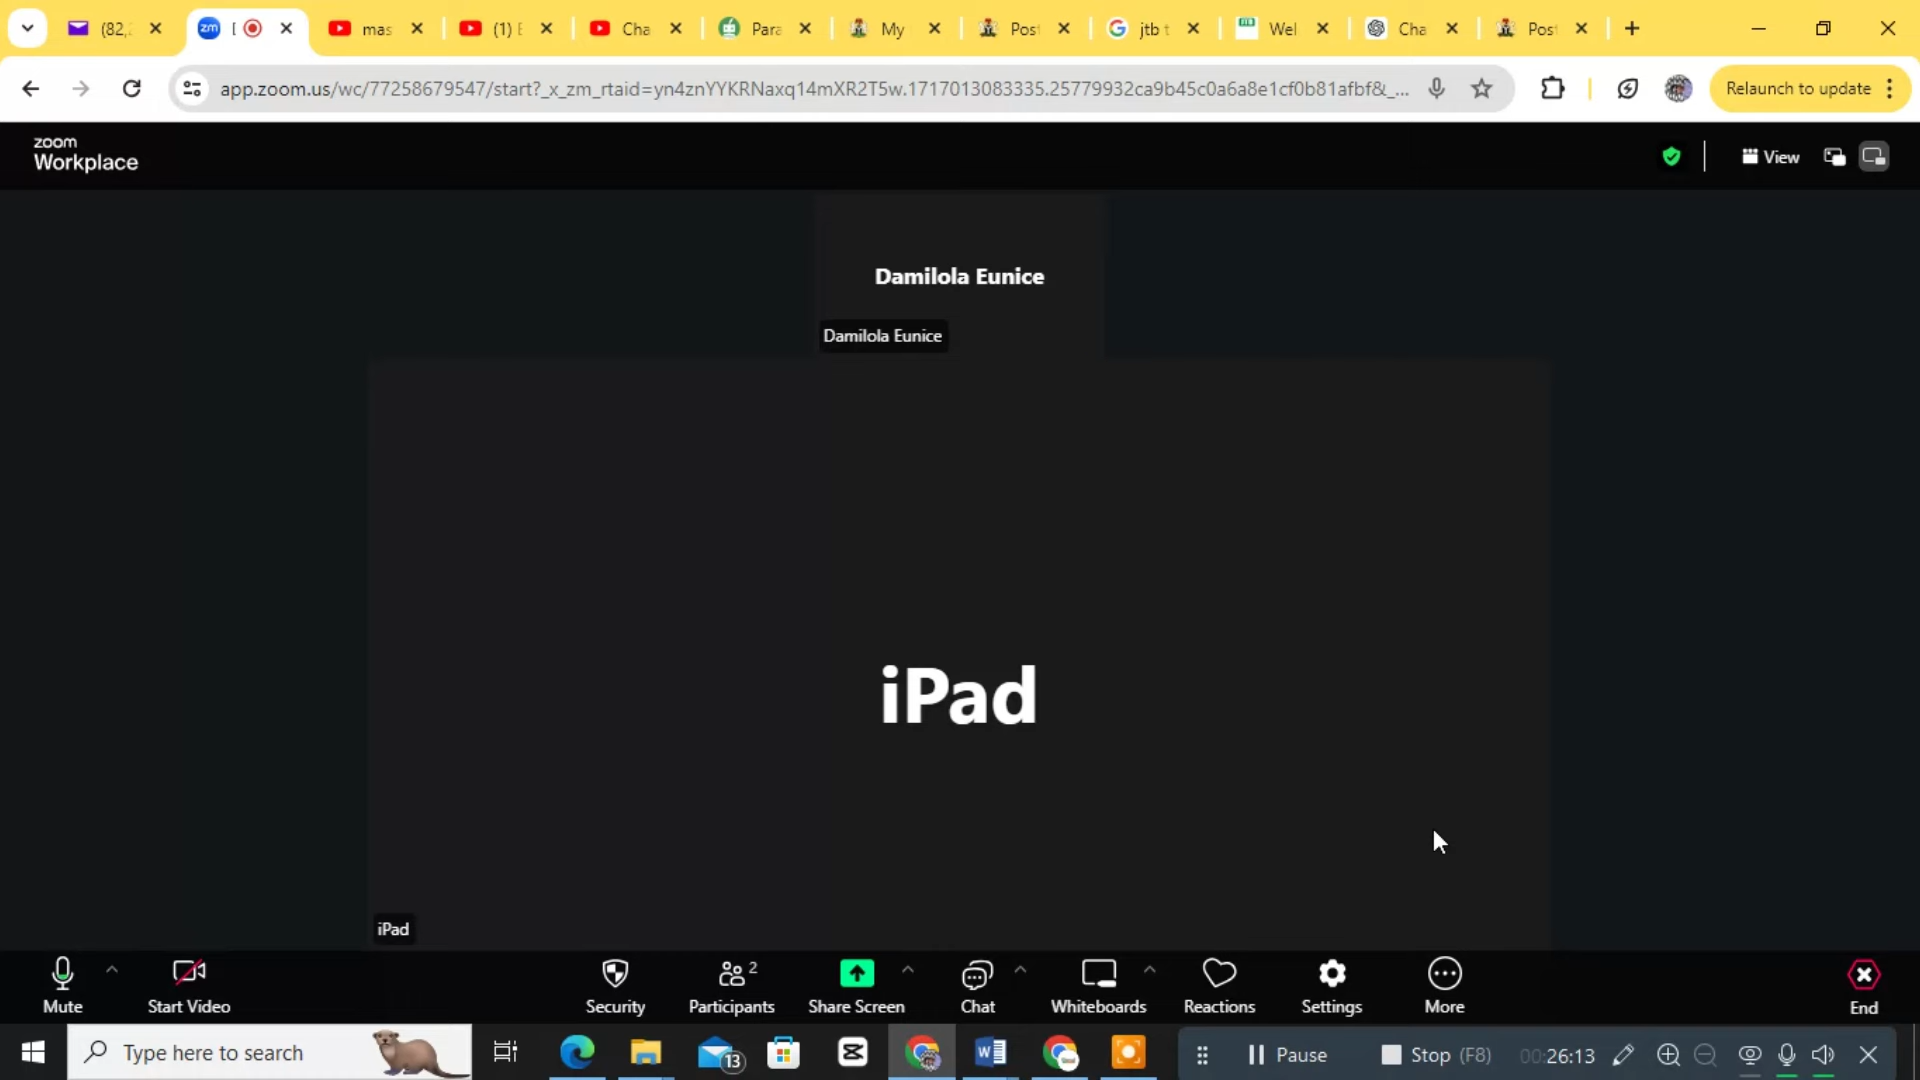 (82,
mas
(1) E
Cha
Para
My
Post
jtb t
Wel
Cha
Post
app.zoom.us/wc/77258679547/start?_x_zm_rtaid=yn4znYYKRNaxq14mXR2T5w.1717013083335.25779932ca9b45c0a6a8e1cf0b81afbf&_...
Relaunch to update
zoom
Workplace
View
Damilola Eunice
Damilola Eunice
iPad
iPad
Mute
Start Video
Security
Participants 2
Share Screen
Chat
Whiteboards
Reactions
Settings
More
End
Type here to search
13
Pause
Stop (F8)
00:26:13